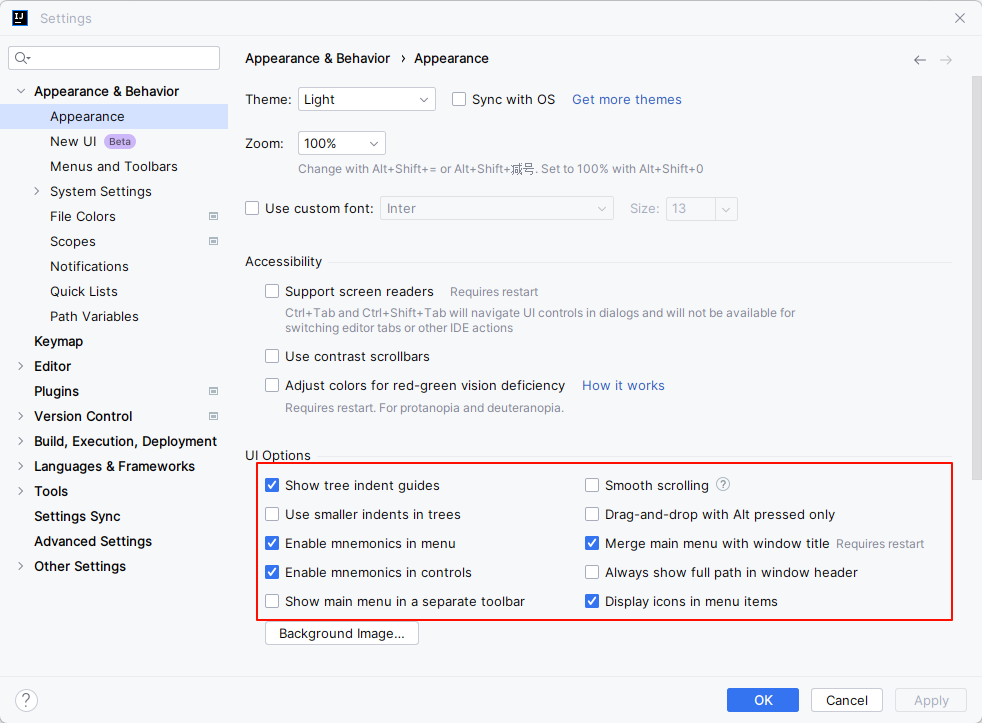 Settings
Appearance & Behavior
Appearance
New UI Beta
Menus and Toolbars
System Settings
File Colors
Scopes
Notifications
Quick Lists
Path Variables
Keymap
Editor
Plugins
Version Control
Build, Execution, Deployment
Languages & Frameworks
Tools
Settings Sync
Advanced Settings
Other Settings
Appearance & Behavior › Appearance
Theme: Light Sync with OS Get more themes
Zoom: 100%
Change with Alt+Shift+= or Alt+Shift+减号. Set to 100% with Alt+Shift+0
Use custom font: Inter Size: 13
Accessibility
Support screen readers Requires restart
Ctrl+Tab and Ctrl+Shift+Tab will navigate UI controls in dialogs and will not be available for
switching editor tabs or other IDE actions
Use contrast scrollbars
Adjust colors for red-green vision deficiency How it works
Requires restart. For protanopia and deuteranopia.
UI Options
Show tree indent guides Smooth scrolling ?
Use smaller indents in trees Drag-and-drop with Alt pressed only
Enable mnemonics in menu Merge main menu with window title Requires restart
Enable mnemonics in controls Always show full path in window header
Show main menu in a separate toolbar Display icons in menu items
Background Image...
? OK Cancel Apply